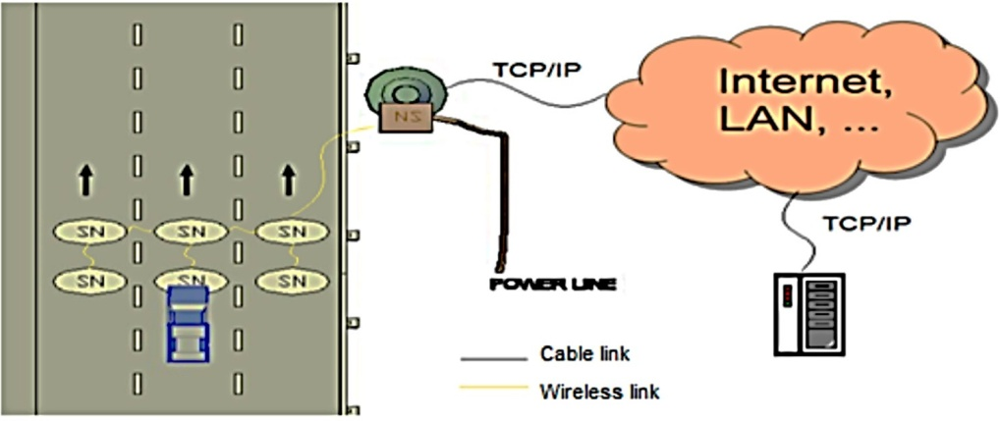 TCP/IP
Internet,
LAN, ...
NS
SN SN SN
SN SN SN
TCP/IP
POWER LINE
Cable link
Wireless link